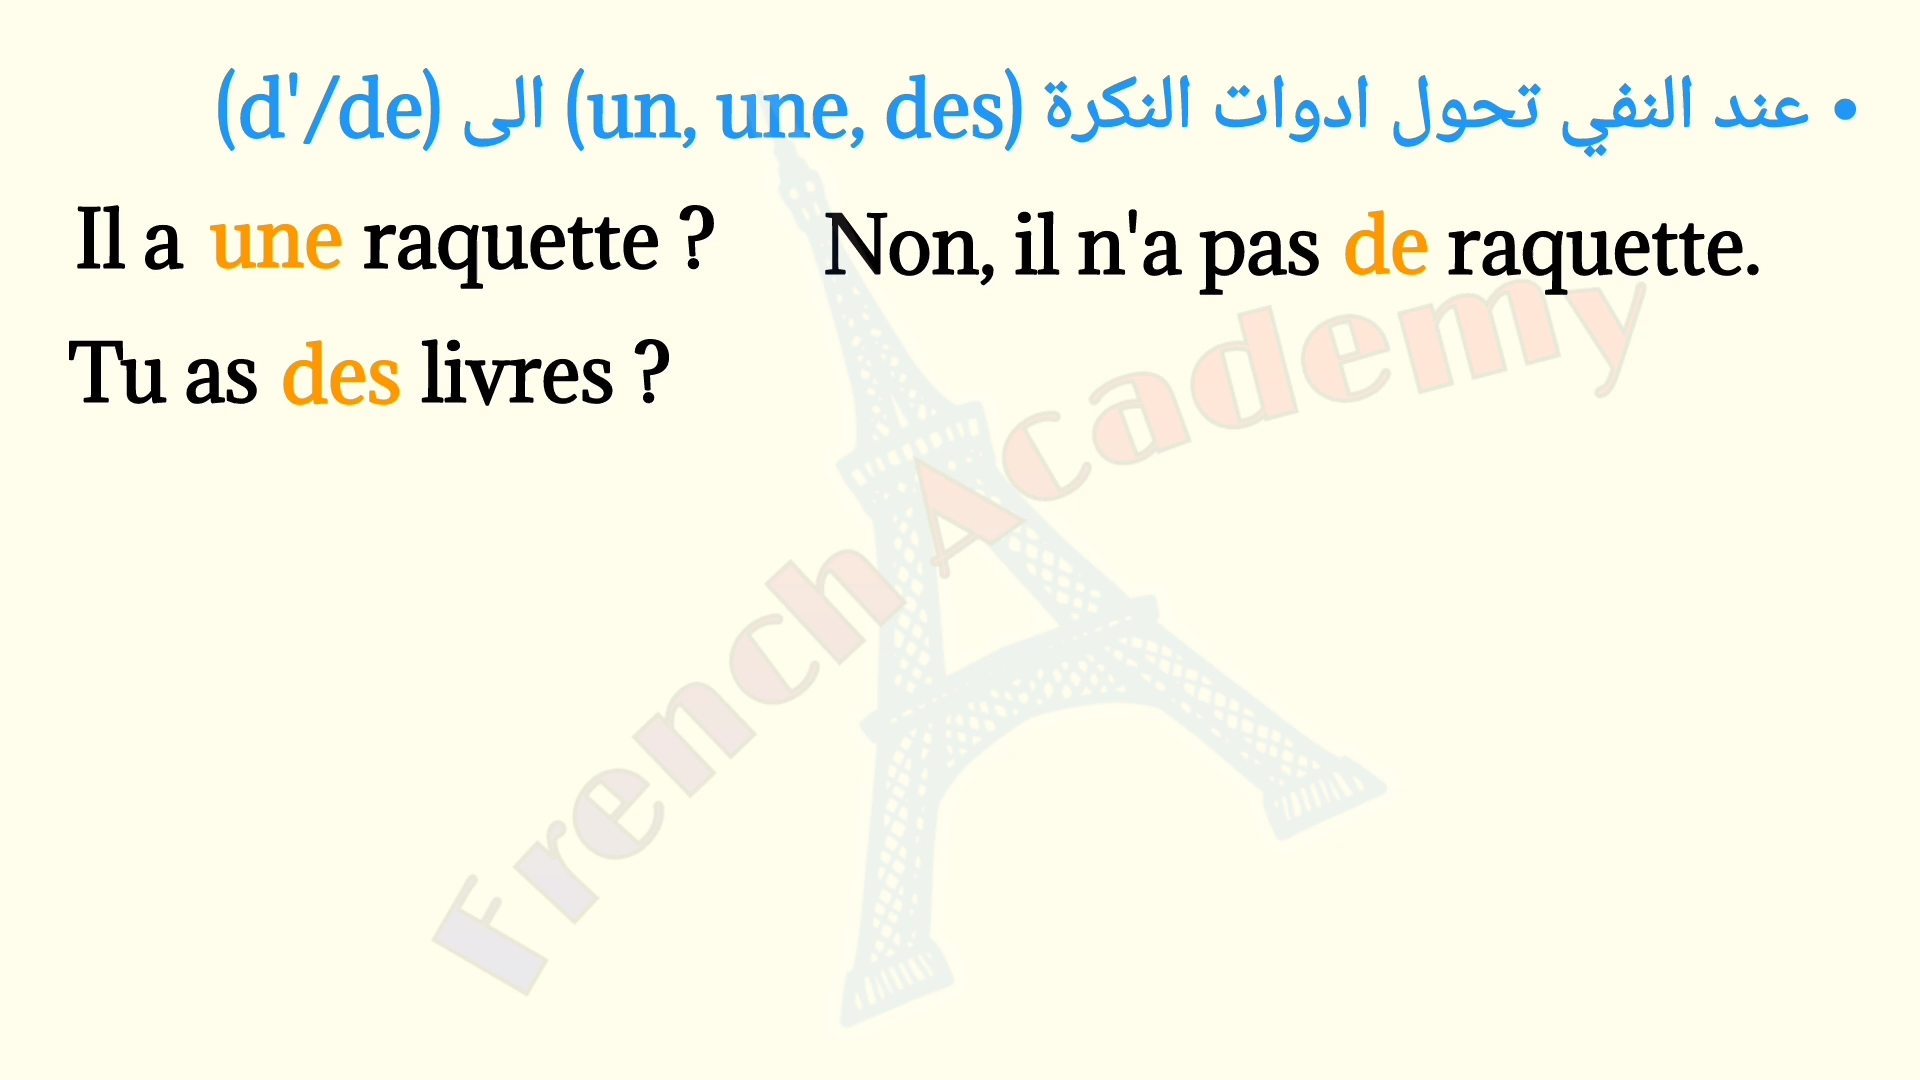 • عند النفي تحول ادوات النكرة (un, une, des) الى (d'/de)
Il a une raquette ? Non, il n'a pas de raquette.
Tu as des livres ?
French Academy